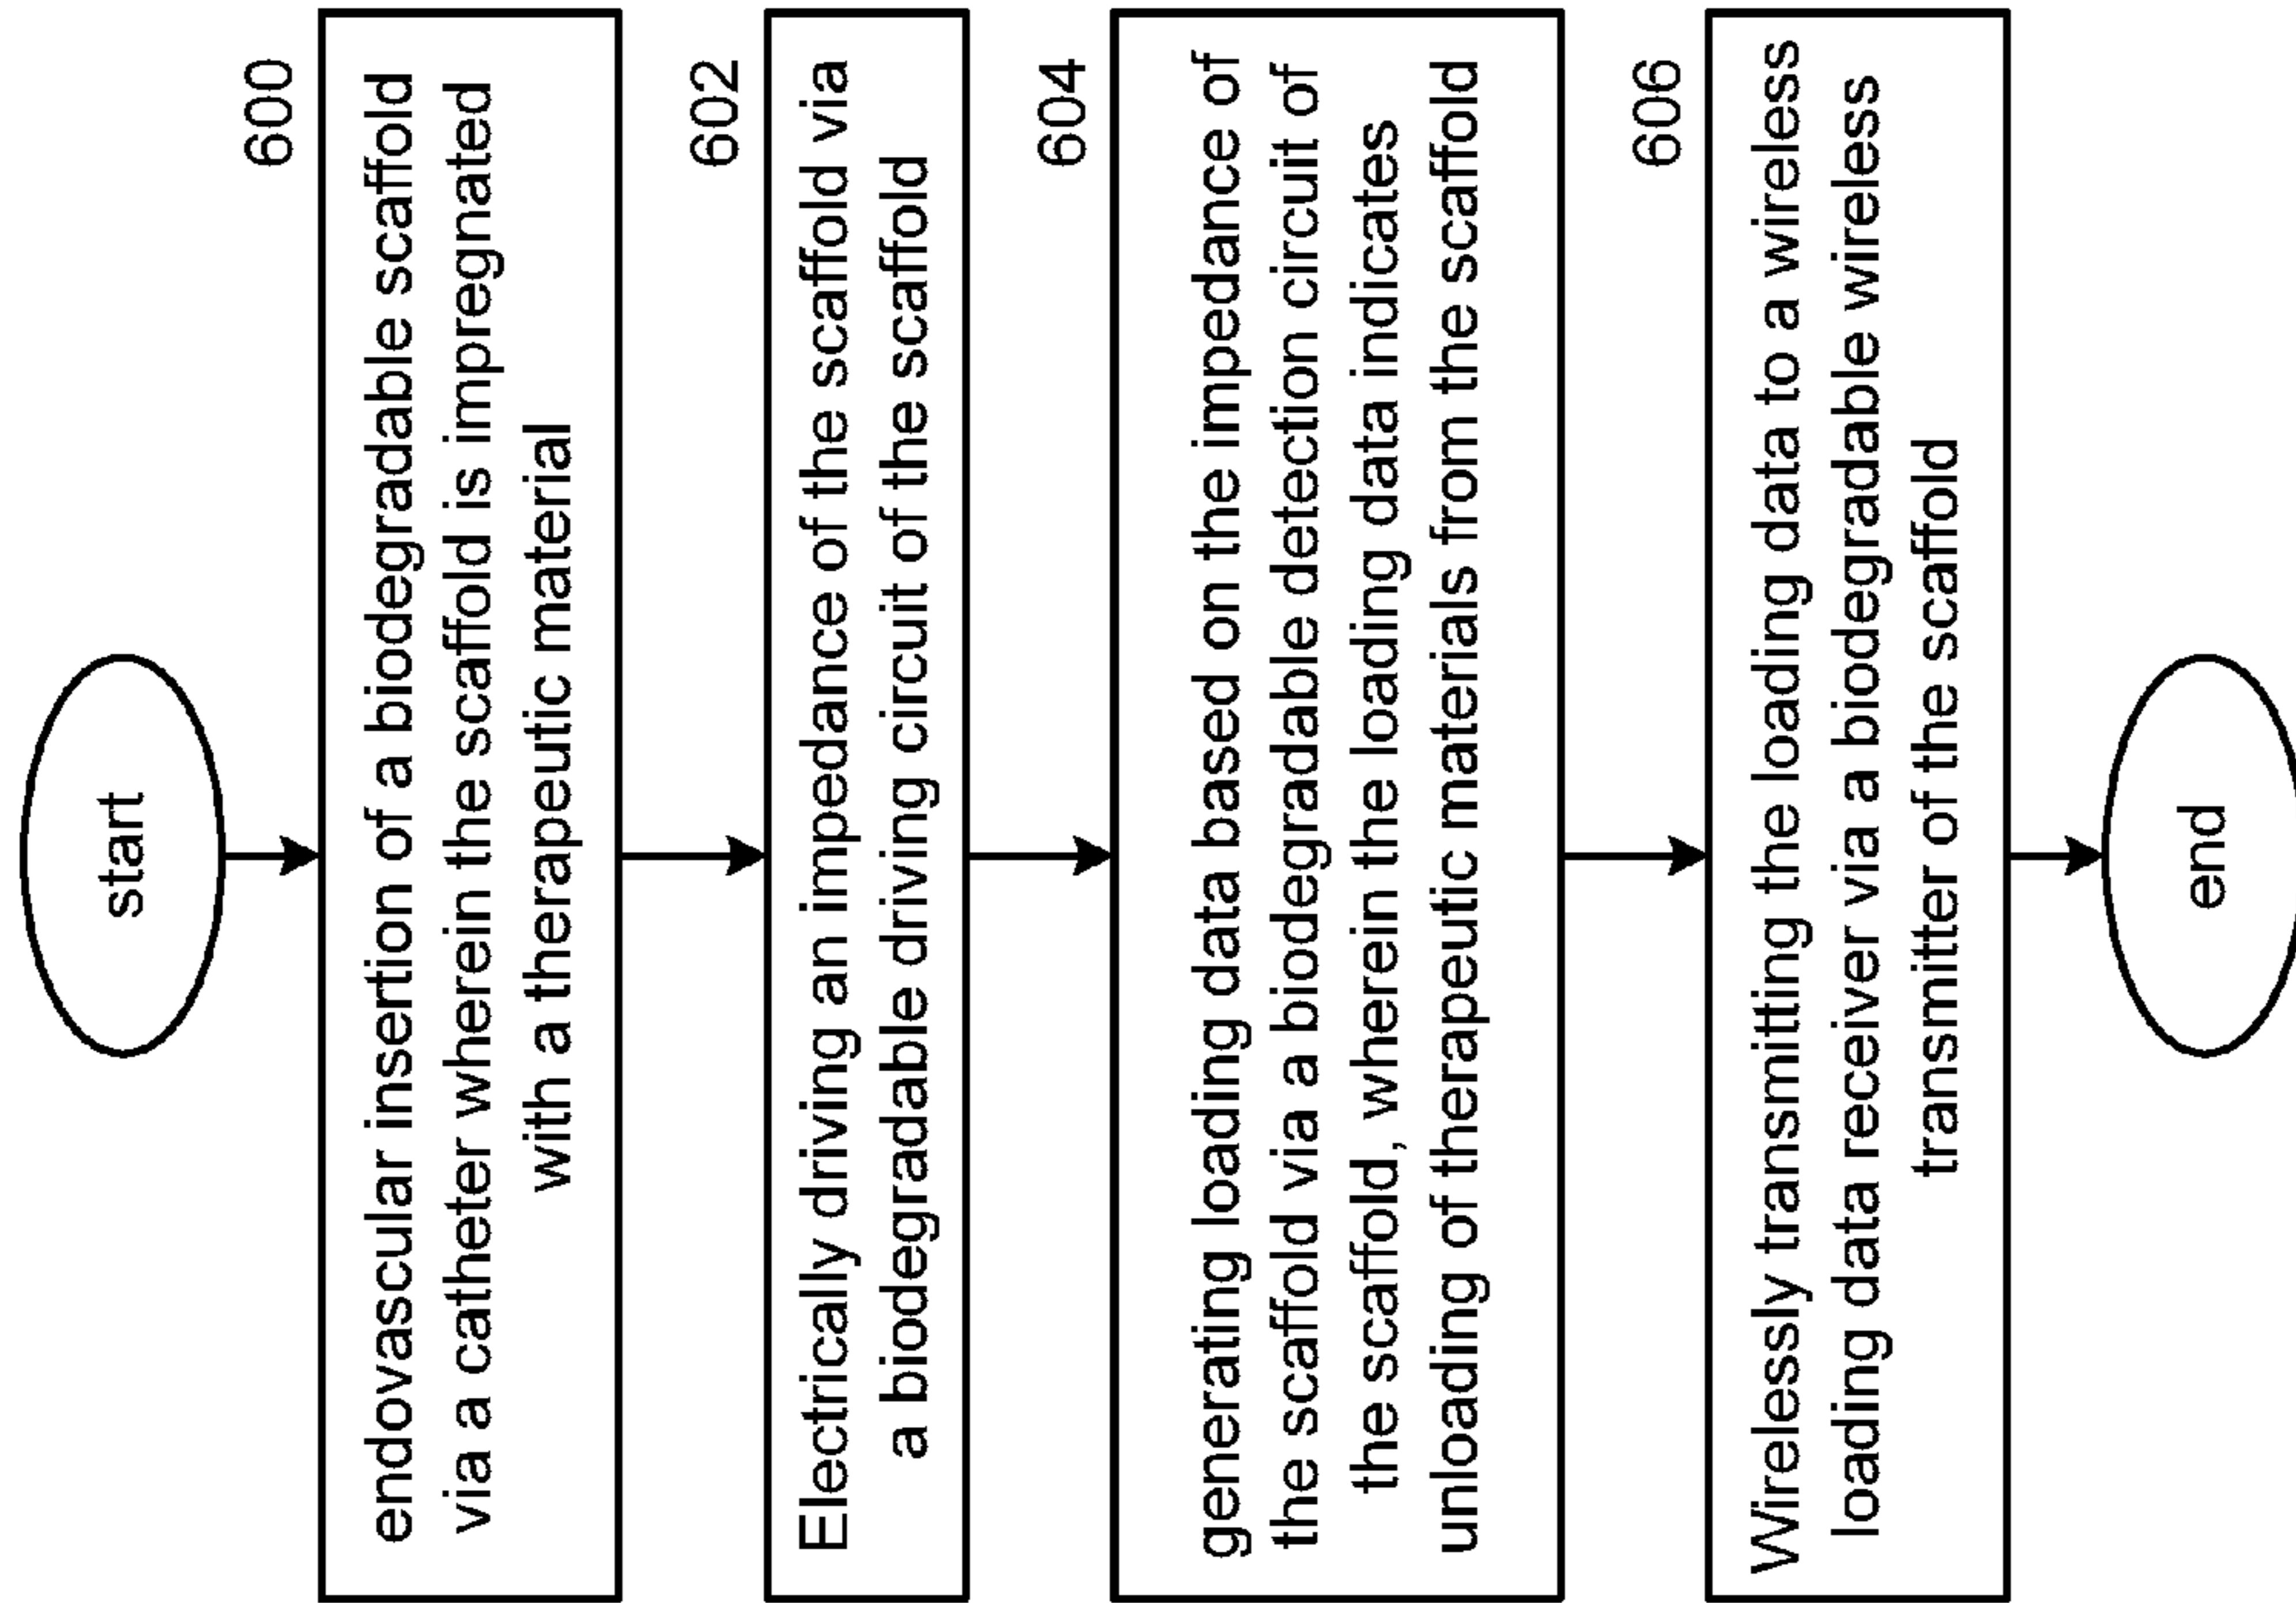 start
600
endovascular insertion of a biodegradable scaffold
via a catheter wherein the scaffold is impregnated
with a therapeutic material
602
Electrically driving an impedance of the scaffold via
a biodegradable driving circuit of the scaffold
604
generating loading data based on the impedance of
the scaffold via a biodegradable detection circuit of
the scaffold, wherein the loading data indicates
unloading of therapeutic materials from the scaffold
606
Wirelessly transmitting the loading data to a wireless
loading data receiver via a biodegradable wireless
transmitter of the scaffold
end